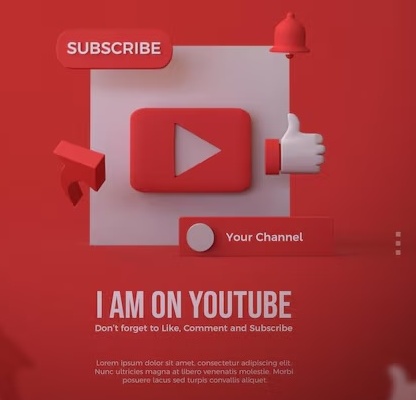 SUBSCRIBE
Your Channel
I AM ON YOUTUBE
Don't forget to Like, Comment and Subscribe
Lorem ipsum dolor sit amet, consectetur adipiscing elit.
Nunc ultricies magna at libero venenatis molestie. Morbi
posuere lacus sed turpis convallis aliquet.